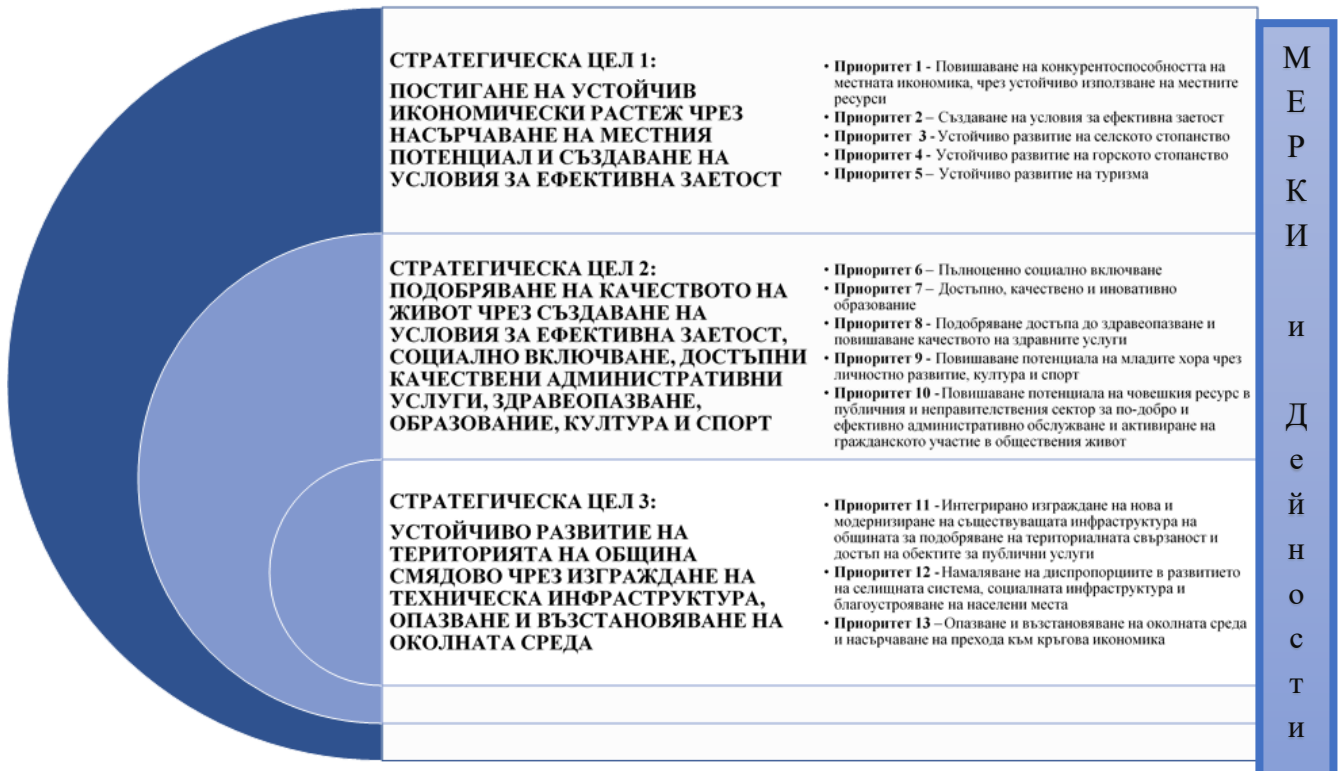 СТРАТЕГИЧЕСКА ЦЕЛ 1:
ПОСТИГАНЕ НА УСТОЙЧИВ
ИКОНОМИЧЕСКИ РАСТЕЖ ЧРЕЗ
НАСЪРЧАВАНЕ НА МЕСТНИЯ
ПОТЕНЦИАЛ И СЪЗДАВАНЕ НА
УСЛОВИЯ ЗА ЕФЕКТИВНА ЗАЕТОСТ
• Приоритет 1 - Повишаване на конкурентоспособността на
местната икономика, чрез устойчиво използване на местните
ресурси
• Приоритет 2 – Създаване на условия за ефективна заетост
• Приоритет 3 - Устойчиво развитие на селското стопанство
• Приоритет 4 - Устойчиво развитие на горското стопанство
• Приоритет 5 – Устойчиво развитие на туризма
СТРАТЕГИЧЕСКА ЦЕЛ 2:
ПОДОБРЯВАНЕ НА КАЧЕСТВОТО НА
ЖИВОТ ЧРЕЗ СЪЗДАВАНЕ НА
УСЛОВИЯ ЗА ЕФЕКТИВНА ЗАЕТОСТ,
СОЦИАЛНО ВКЛЮЧВАНЕ, ДОСТЪПНИ
КАЧЕСТВЕНИ АДМИНИСТРАТИВНИ
УСЛУГИ, ЗДРАВЕОПАЗВАНЕ,
ОБРАЗОВАНИЕ, КУЛТУРА И СПОРТ
• Приоритет 6 – Пълноценно социално включване
• Приоритет 7 – Достъпно, качествено и иновативно
образование
• Приоритет 8 - Подобряване достъпа до здравеопазване и
повишаване качеството на здравните услуги
• Приоритет 9 - Повишаване потенциала на младите хора чрез
личностно развитие, култура и спорт
• Приоритет 10 - Повишаване потенциала на човешкия ресурс в
публичния и неправителствения сектор за по-добро и
ефективно административно обслужване и активиране на
гражданското участие в обществения живот
СТРАТЕГИЧЕСКА ЦЕЛ 3:
УСТОЙЧИВО РАЗВИТИЕ НА
ТЕРИТОРИЯТА НА ОБЩИНА
СМЯДОВО ЧРЕЗ ИЗГРАЖДАНЕ НА
ТЕХНИЧЕСКА ИНФРАСТРУКТУРА,
ОПАЗВАНЕ И ВЪЗСТАНОВЯВАНЕ НА
ОКОЛНАТА СРЕДА
• Приоритет 11 - Интегрирано изграждане на нова и
модернизиране на съществуващата инфраструктура на
общината за подобряване на териториалната свързаност и
достъп на обектите за публични услуги
• Приоритет 12 - Намаляване на диспропорциите в развитието
на селищната система, социалната инфраструктура и
благоустрояване на населени места
• Приоритет 13 – Опазване и възстановяване на околната среда
и насърчаване на прехода към кръгова икономика
МЕРКИ и Дейности